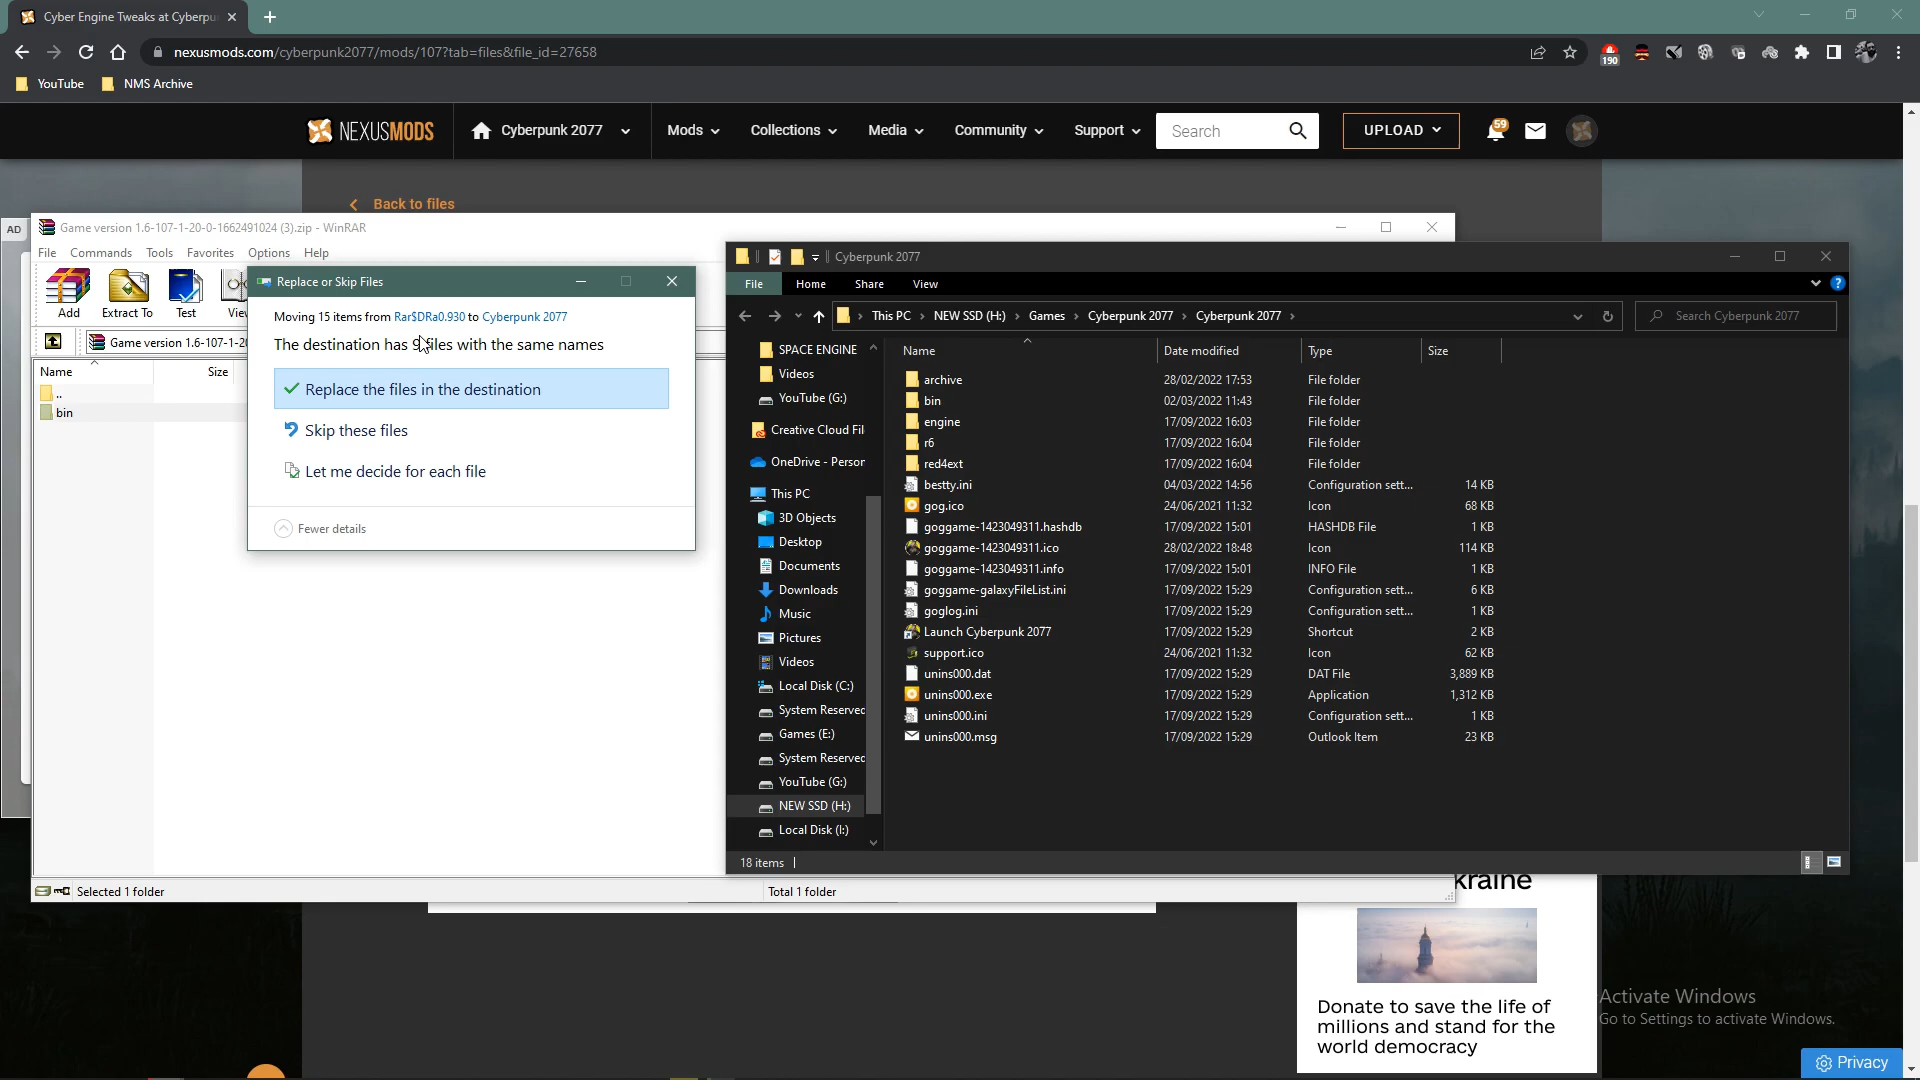 Cyber Engine Tweaks at Cyberpu
nexusmods.com/cyberpunk2077/mods/107?tab=files&file_id=27658
190
YouTube
NMS Archive
NEXUSMODS
Cyberpunk 2077
Mods
Collections
Media
Community
Support
Search
UPLOAD
59
Back to files
AD
Game version 1.6-107-1-20-0-1662491024 (3).zip - WinRAR
File Commands Tools Favorites Options Help
Add
Extract To
Test
Game version 1.6-107-1-2
Name
Size
..
bin
Selected 1 folder
Total 1 folder
Replace or Skip Files
Moving 15 items from Rar$DRa0.930 to Cyberpunk 2077
The destination has 9 files with the same names
Replace the files in the destination
Skip these files
Let me decide for each file
Fewer details
Cyberpunk 2077
File Home Share View
This PC > NEW SSD (H:) > Games > Cyberpunk 2077 > Cyberpunk 2077 >
Search Cyberpunk 2077
SPACE ENGINE
Videos
YouTube (G:)
Creative Cloud Fil
OneDrive - Person
This PC
3D Objects
Desktop
Documents
Downloads
Music
Pictures
Videos
Local Disk (C:)
System Reserved
Games (E:)
System Reserved
YouTube (G:)
NEW SSD (H:)
Local Disk (I:)
Name Date modified Type Size
archive 28/02/2022 17:53 File folder
bin 02/03/2022 11:43 File folder
engine 17/09/2022 16:03 File folder
r6 17/09/2022 16:04 File folder
red4ext 17/09/2022 16:04 File folder
bestty.ini 04/03/2022 14:56 Configuration sett... 14 KB
gog.ico 24/06/2021 11:32 Icon 68 KB
goggame-1423049311.hashdb 17/09/2022 15:01 HASHDB File 1 KB
goggame-1423049311.ico 28/02/2022 18:48 Icon 114 KB
goggame-1423049311.info 17/09/2022 15:01 INFO File 1 KB
goggame-galaxyFileList.ini 17/09/2022 15:29 Configuration sett... 6 KB
goglog.ini 17/09/2022 15:29 Configuration sett... 1 KB
Launch Cyberpunk 2077 17/09/2022 15:29 Shortcut 2 KB
support.ico 24/06/2021 11:32 Icon 62 KB
unins000.dat 17/09/2022 15:29 DAT File 3,889 KB
unins000.exe 17/09/2022 15:29 Application 1,312 KB
unins000.ini 17/09/2022 15:29 Configuration sett... 1 KB
unins000.msg 17/09/2022 15:29 Outlook Item 23 KB
18 items
kraine
Donate to save the life of
millions and stand for the
world democracy
Activate Windows
Go to Settings to activate Windows.
Privacy